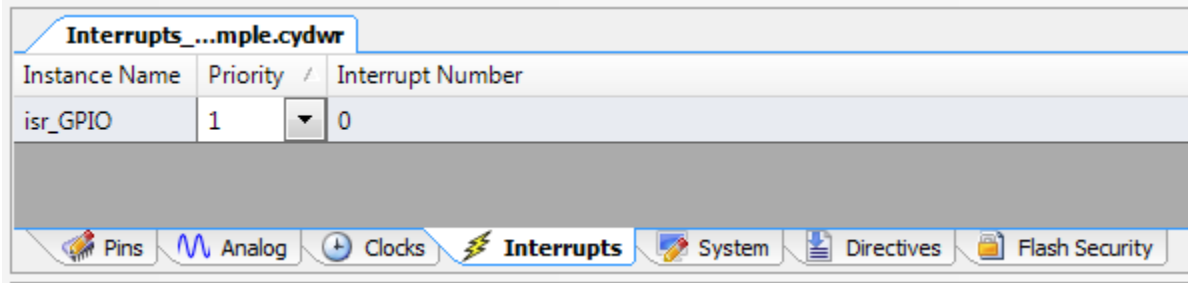 Interrupts_...mple.cydwr
Instance Name Priority Interrupt Number
isr_GPIO 1 0
Pins Analog Clocks Interrupts System Directives Flash Security